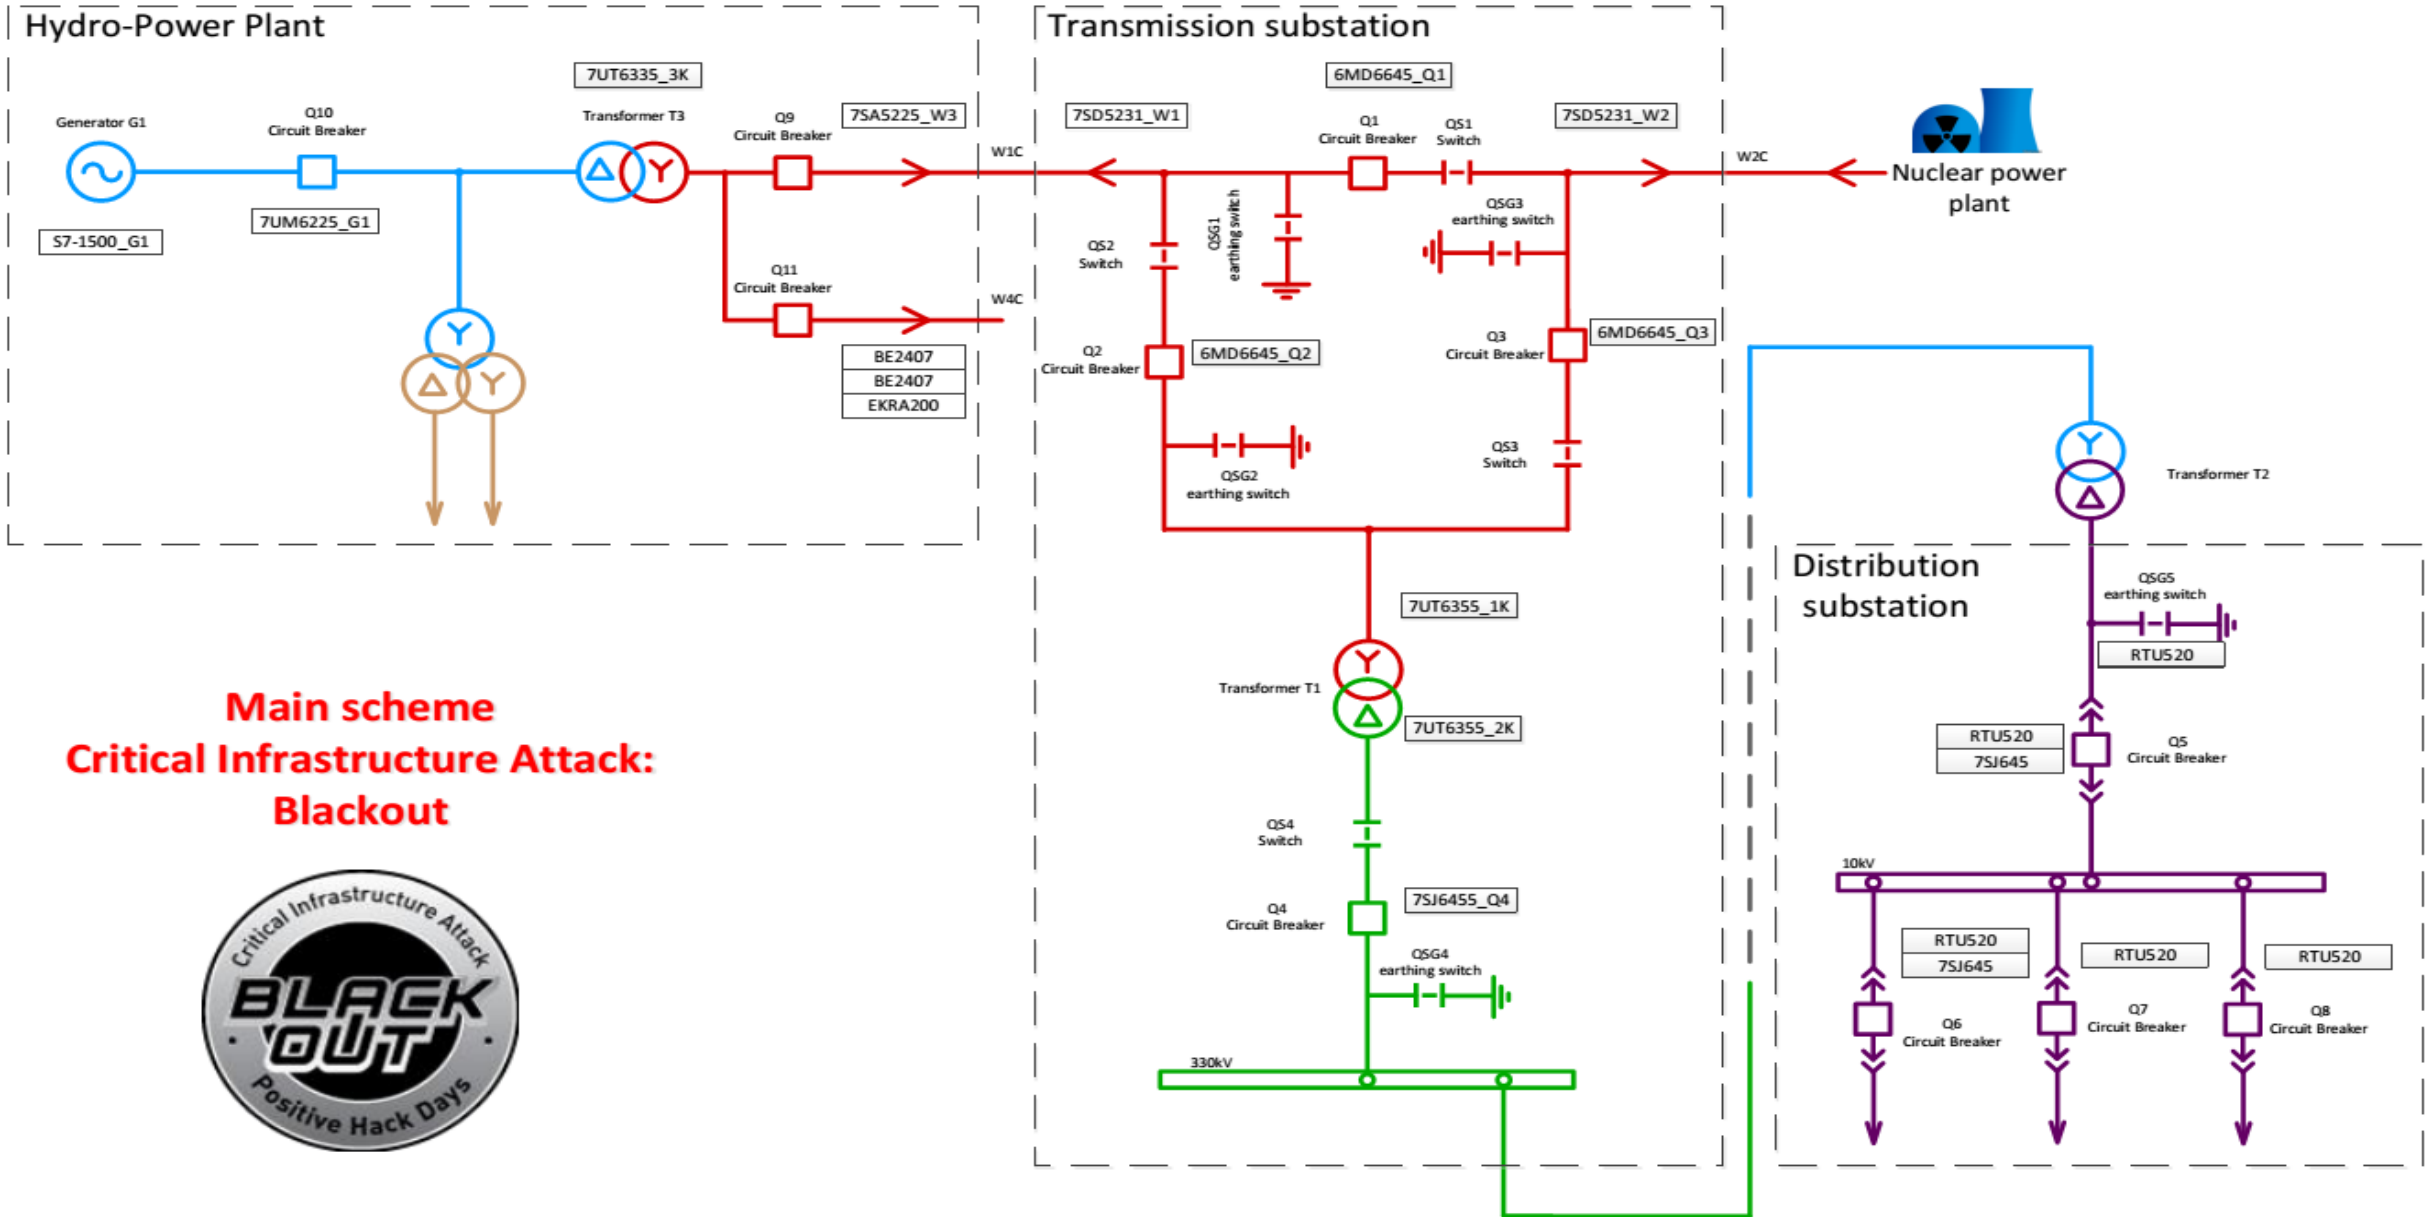 Hydro-Power Plant
7UT6335_3K
Generator G1
Q10
Circuit Breaker
Transformer T3
Q9
Circuit Breaker
7SA5225_W3
W1C
S7-1500_G1
7UM6225_G1
Q11
Circuit Breaker
W4C
BE2407
BE2407
EKRA200
Transmission substation
6MD6645_Q1
7SD5231_W1
Q1
Circuit Breaker
QS1
Switch
7SD5231_W2
W2C
QS2
Switch
QSG1
earthing switch
QSG3
earthing switch
Q2
Circuit Breaker
6MD6645_Q2
Q3
Circuit Breaker
6MD6645_Q3
QSG2
earthing switch
QS3
Switch
7UT6355_1K
Transformer T1
7UT6355_2K
QS4
Switch
Q4
Circuit Breaker
7SJ6455_Q4
QSG4
earthing switch
330kV
Nuclear power
plant
Transformer T2
Distribution
substation
QSG5
earthing switch
RTU520
RTU520
7SJ645
Q5
Circuit Breaker
10kV
RTU520
7SJ645
RTU520
RTU520
Q6
Circuit Breaker
Q7
Circuit Breaker
Q8
Circuit Breaker
Main scheme
Critical Infrastructure Attack:
Blackout
Critical Infrastructure Attack
BLACK
OUT
Positive Hack Days